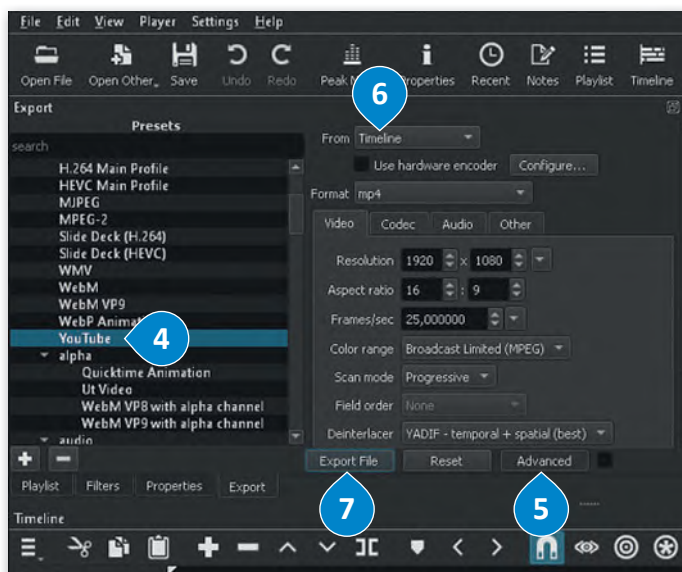 File Edit View Player Settings Help
Open File Open Other... Save Undo Redo Peak M Properties Recent Notes Playlist Timeline
6
Export
Presets
search
H.264 Main Profile
HEVC Main Profile
MJPEG
MPEG-2
Slide Deck (H.264)
Slide Deck (HEVC)
WMV
WebM
WebM VP9
WebP Animat
YouTube
4
alpha
Quicktime Animation
Ut Video
WebM VP8 with alpha channel
WebM VP9 with alpha channel
audio
From Timeline
Use hardware encoder Configure...
Format mp4
Video Codec Audio Other
Resolution 1920 x 1080
Aspect ratio 16 : 9
Frames/sec 25,000000
Color range Broadcast Limited (MPEG)
Scan mode Progressive
Field order None
Deinterlacer YADIF - temporal + spatial (best)
Export File Reset Advanced
7
5
Playlist Filters Properties Export
Timeline